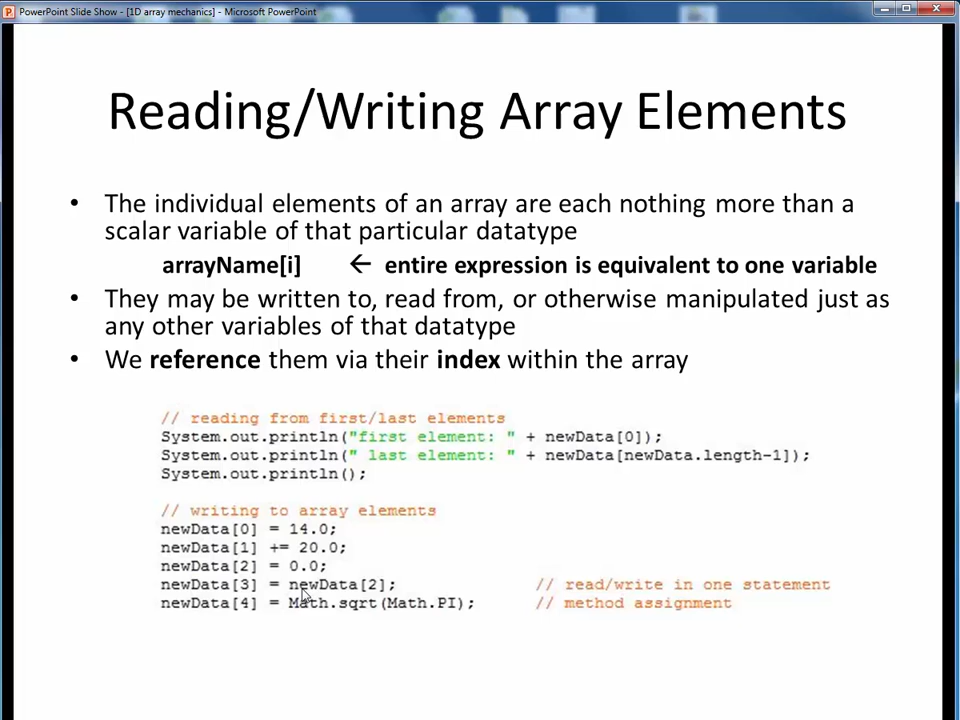 PowerPoint Slide Show - [1D array mechanics] - Microsoft PowerPoint
Reading/Writing Array Elements
• The individual elements of an array are each nothing more than a
scalar variable of that particular datatype
arrayName[i] ← entire expression is equivalent to one variable
• They may be written to, read from, or otherwise manipulated just as
any other variables of that datatype
• We reference them via their index within the array
// reading from first/last elements
System.out.println("first element: " + newData[0]);
System.out.println(" last element: " + newData[newData.length-1]);
System.out.println();
// writing to array elements
newData[0] = 14.0;
newData[1] += 20.0;
newData[2] = 0.0;
newData[3] = newData[2]; // read/write in one statement
newData[4] = Math.sqrt(Math.PI); // method assignment